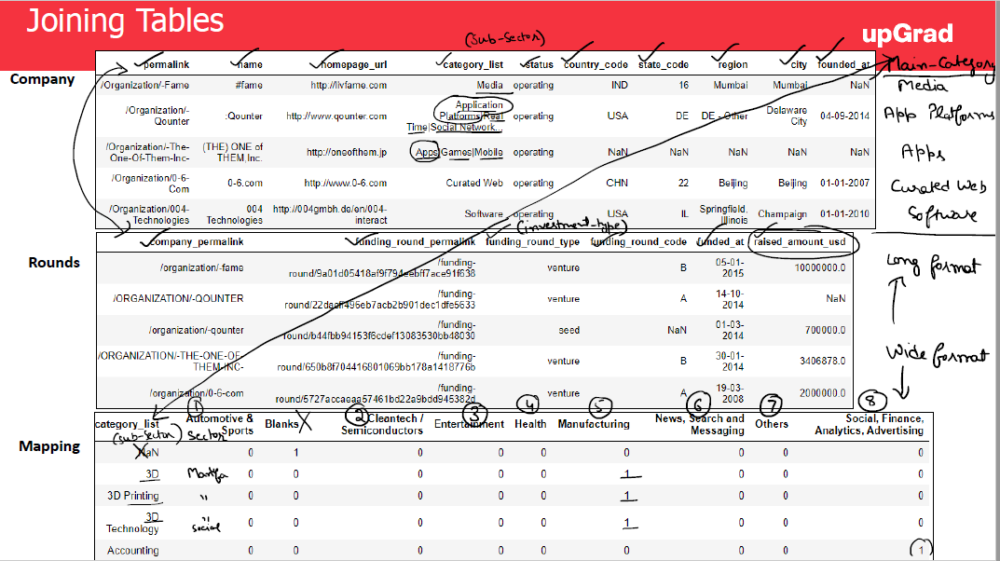 Joining Tables
upGrad
(Sub-Sector)
Company
permalink name homepage_url category_list status country_code state_code region city founded_at
Main-Category
/Organization/-Fame #fame http://livfame.com Media operating IND 16 Mumbai Mumbai NaN
Media
/Organization/-
Qounter :Qounter http://www.qounter.com Application
Platforms|Real
Time|Social Network... operating USA DE DE - Other Delaware
City 04-09-2014
App Platforms
/Organization/-The-
One-Of-Them-Inc- (THE) ONE of
THEM,Inc. http://oneofthem.jp Apps|Games|Mobile operating NaN NaN NaN NaN NaN
Apps
/Organization/0-6-
Com 0-6.com http://www.0-6.com Curated Web operating CHN 22 Beijing Beijing 01-01-2007
Curated Web
/Organization/004-
Technologies 004
Technologies http://004gmbh.de/en/004-
interact Software operating USA IL Springfield,
Illinois Champaign 01-01-2010
Software
(investment-type)
Rounds
company_permalink funding_round_permalink funding_round_type funding_round_code funded_at raised_amount_usd
/organization/-fame /funding-
round/9a01d05418af9f794eebff7ace91f638 venture B 05-01-
2015 10000000.0
Long format
/ORGANIZATION/-QOUNTER /funding-
round/22dacff496eb7acb2b901dec1dfe5633 venture A 14-10-
2014 NaN
/organization/-qounter /funding-
round/b44fbb94153f6cdef13083530bb48030 seed NaN 01-03-
2014 700000.0
/ORGANIZATION/-THE-ONE-OF-
THEM-INC- /funding-
round/650b8f704416801069bb178a1418776b venture B 30-01-
2014 3406878.0
Wide format
/organization/0-6-com /funding-
round/5727accaeaa57461bd22a9bdd945382d venture A 19-03-
2008 2000000.0
Mapping
1 2 3 4 5 6 7 8
category_list Automotive &
Sports Blanks Cleantech /
Semiconductors Entertainment Health Manufacturing News, Search and
Messaging Others Social, Finance,
Analytics, Advertising
(Sub-Sector) Sector
NaN 0 1 0 0 0 0 0 0 0
3D 0 0 0 0 0 1 0 0 0
3D Printing " 0 0 0 0 0 1 0 0 0
3D
Technology "
Social 0 0 0 0 0 1 0 0 0
Accounting 0 0 0 0 0 0 0 0 1